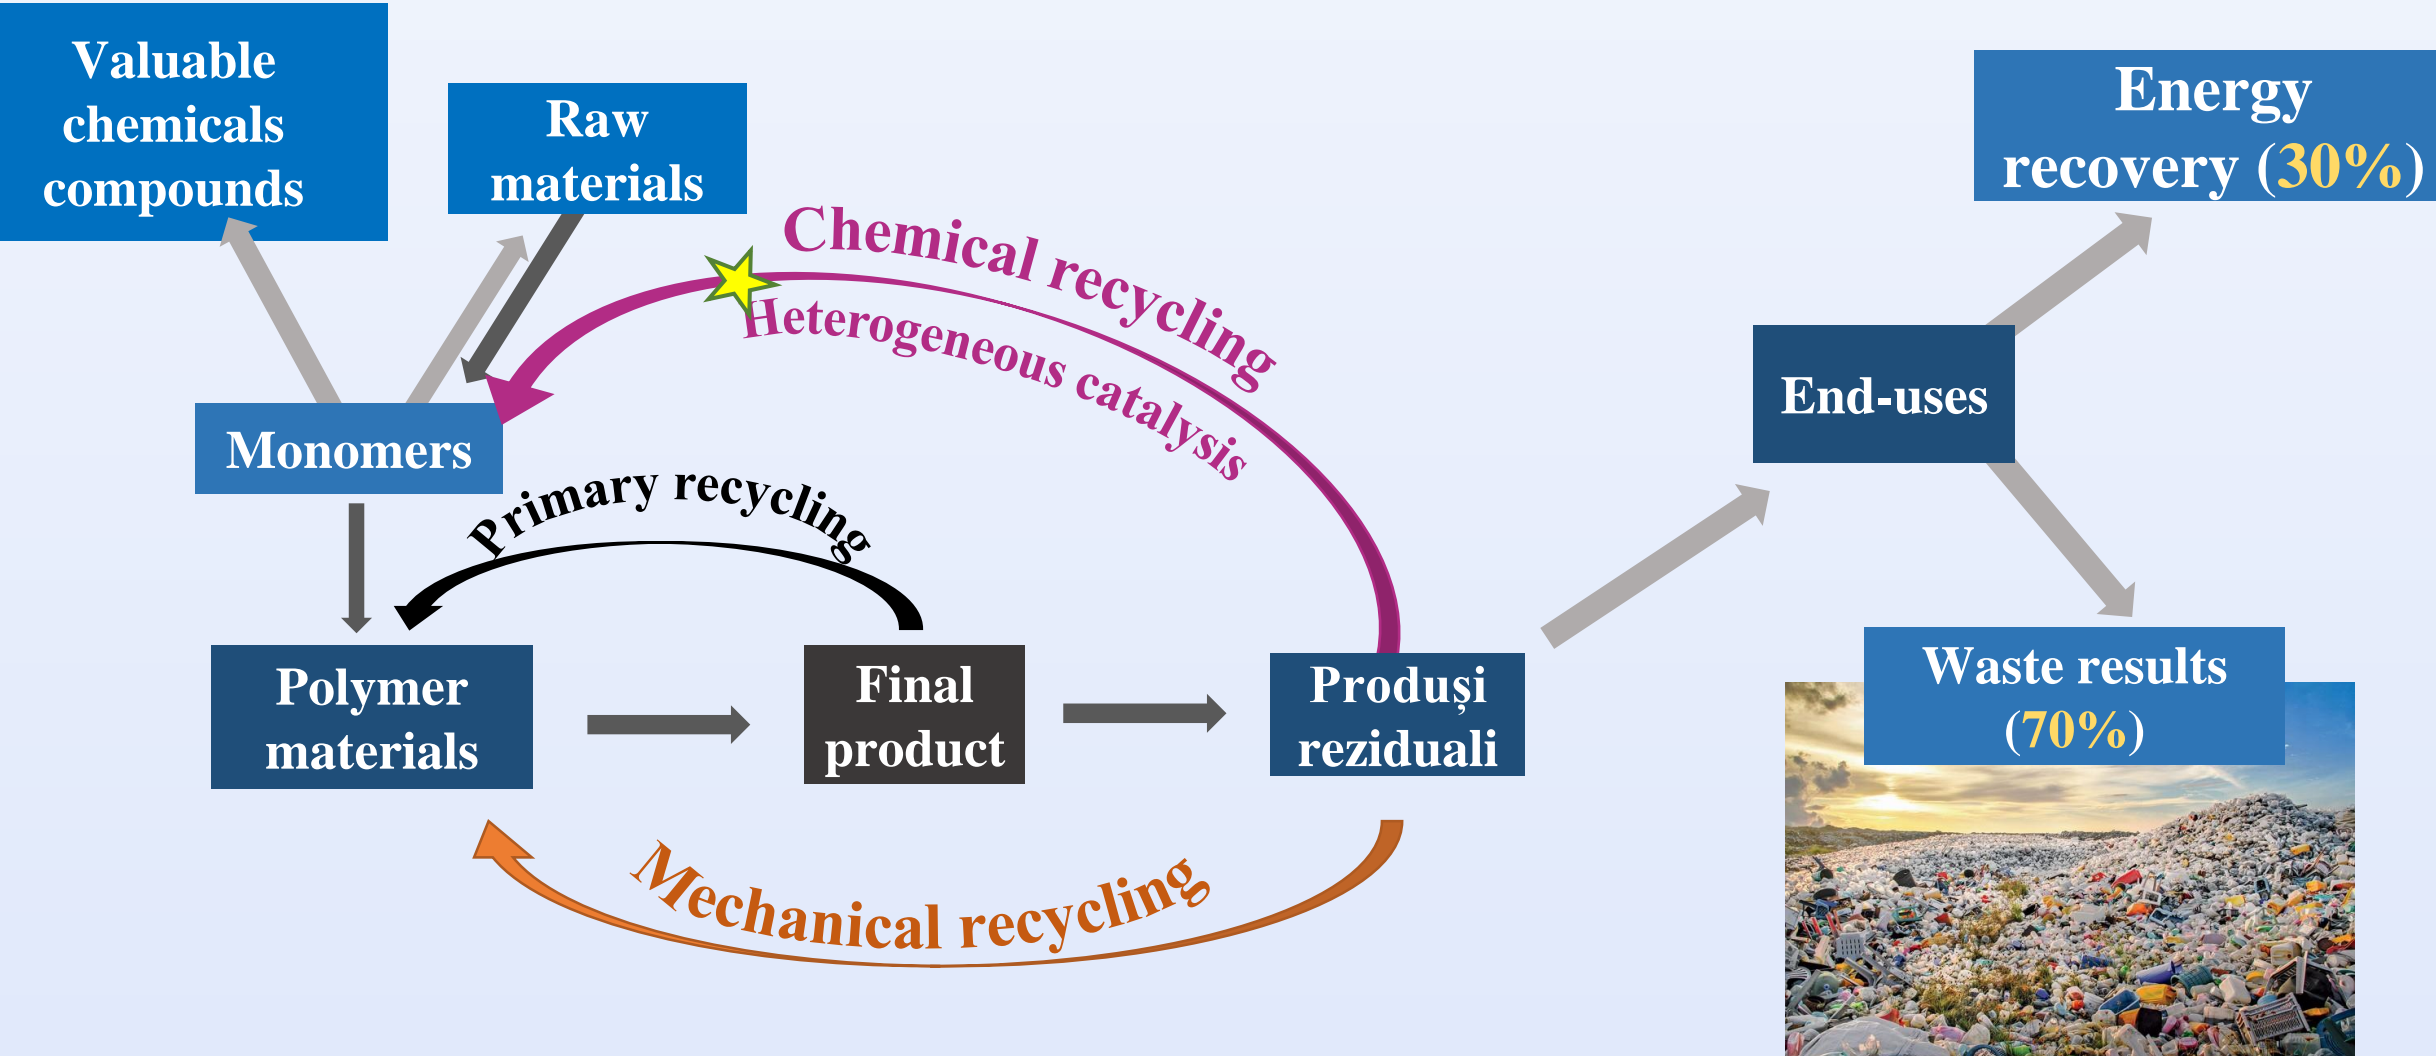 Valuable
chemicals
compounds
Raw
materials
Energy
recovery (30%)
Chemical recycling
Heterogeneous catalysis
End-uses
Monomers
Primary recycling
Polymer
materials
Final
product
Produși
reziduali
Waste results
(70%)
Mechanical recycling